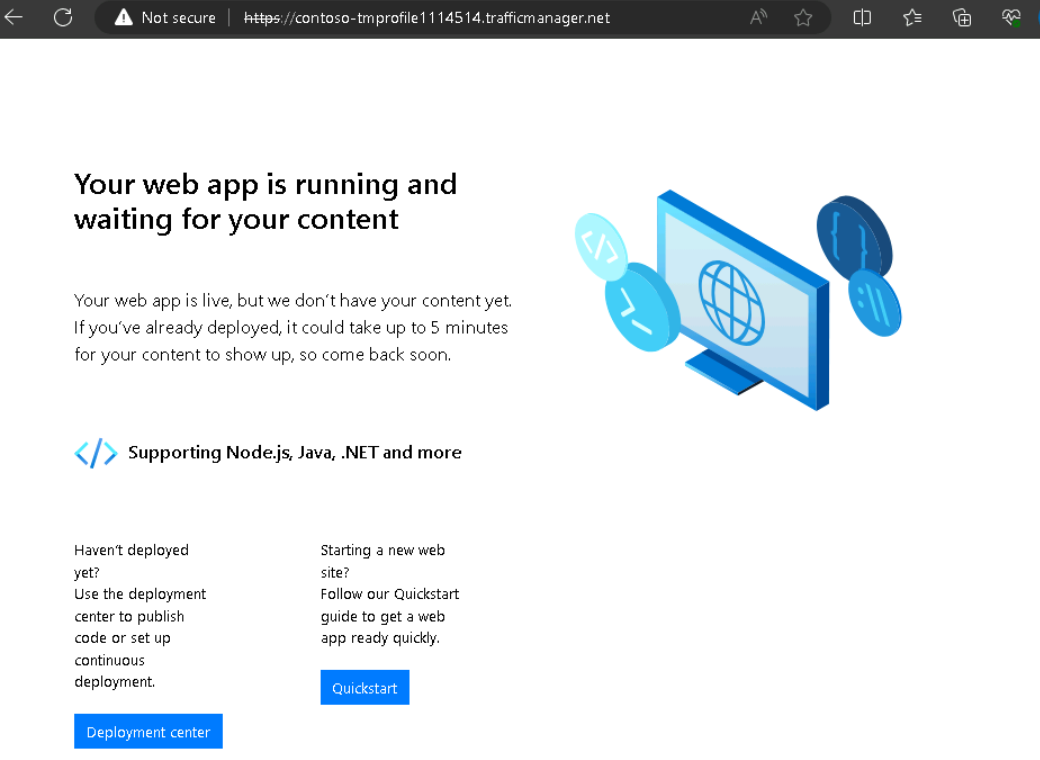 Not secure | https://contoso-tmprofile1114514.trafficmanager.net
Your web app is running and
waiting for your content
Your web app is live, but we don’t have your content yet.
If you’ve already deployed, it could take up to 5 minutes
for your content to show up, so come back soon.
</> Supporting Node.js, Java, .NET and more
Haven’t deployed
yet?
Use the deployment
center to publish
code or set up
continuous
deployment.
Deployment center
Starting a new web
site?
Follow our Quickstart
guide to get a web
app ready quickly.
Quickstart